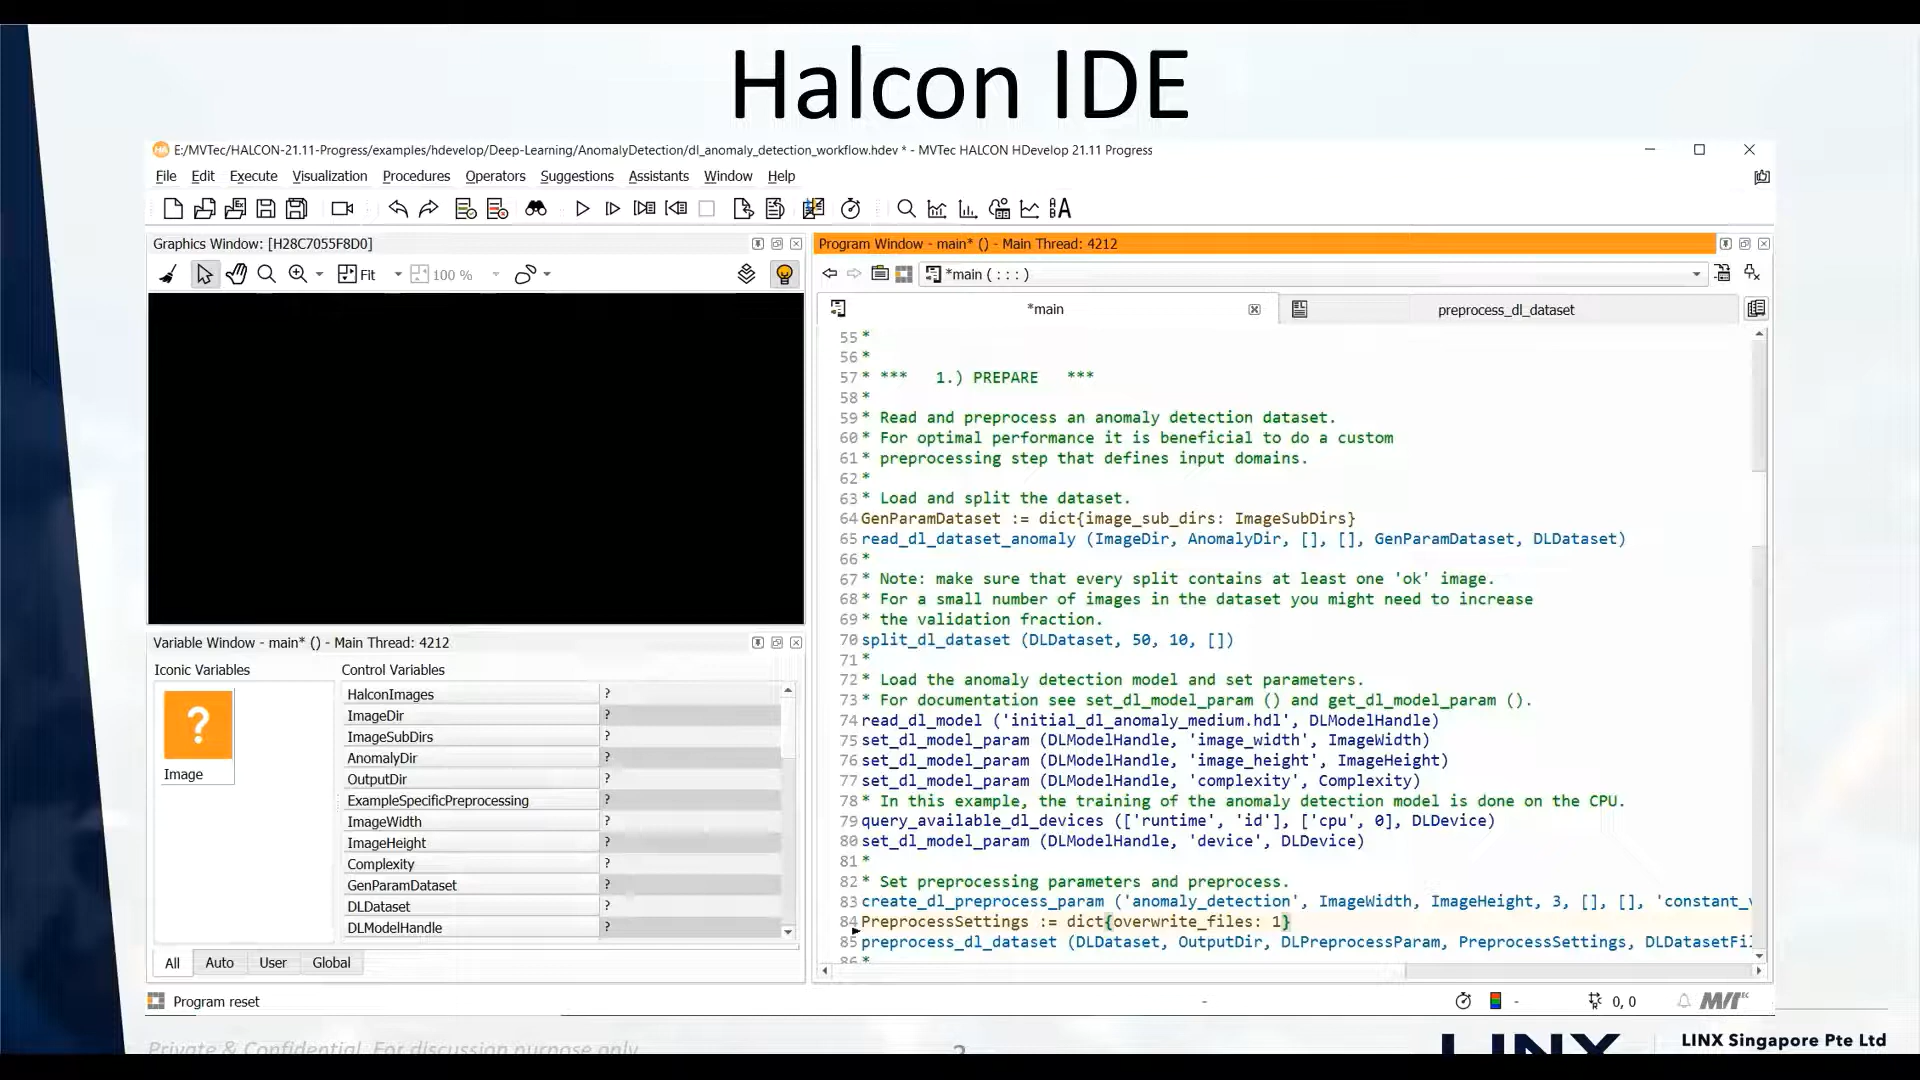 Halcon IDE
E:/MVTec/HALCON-21.11-Progress/examples/hdevelop/Deep-Learning/AnomalyDetection/dl_anomaly_detection_workflow.hdev * - MVTec HALCON HDevelop 21.11 Progress
File Edit Execute Visualization Procedures Operators Suggestions Assistants Window Help
Graphics Window: [H28C7055F8D0]
Fit 100 %
Variable Window - main* () - Main Thread: 4212
Iconic Variables
Image
Control Variables
HalconImages ?
ImageDir ?
ImageSubDirs ?
AnomalyDir ?
OutputDir ?
ExampleSpecificPreprocessing ?
ImageWidth ?
ImageHeight ?
Complexity ?
GenParamDataset ?
DLDataset ?
DLModelHandle ?
All Auto User Global
Program Window - main* () - Main Thread: 4212
*main ( : : : )
*main preprocess_dl_dataset
55 *
56 *
57 * *** 1.) PREPARE ***
58 *
59 * Read and preprocess an anomaly detection dataset.
60 * For optimal performance it is beneficial to do a custom
61 * preprocessing step that defines input domains.
62 *
63 * Load and split the dataset.
64 GenParamDataset := dict{image_sub_dirs: ImageSubDirs}
65 read_dl_dataset_anomaly (ImageDir, AnomalyDir, [], [], GenParamDataset, DLDataset)
66 *
67 * Note: make sure that every split contains at least one 'ok' image.
68 * For a small number of images in the dataset you might need to increase
69 * the validation fraction.
70 split_dl_dataset (DLDataset, 50, 10, [])
71 *
72 * Load the anomaly detection model and set parameters.
73 * For documentation see set_dl_model_param () and get_dl_model_param ().
74 read_dl_model ('initial_dl_anomaly_medium.hdl', DLModelHandle)
75 set_dl_model_param (DLModelHandle, 'image_width', ImageWidth)
76 set_dl_model_param (DLModelHandle, 'image_height', ImageHeight)
77 set_dl_model_param (DLModelHandle, 'complexity', Complexity)
78 * In this example, the training of the anomaly detection model is done on the CPU.
79 query_available_dl_devices (['runtime', 'id'], ['cpu', 0], DLDevice)
80 set_dl_model_param (DLModelHandle, 'device', DLDevice)
81 *
82 * Set preprocessing parameters and preprocess.
83 create_dl_preprocess_param ('anomaly_detection', ImageWidth, ImageHeight, 3, [], [], 'constant_v
84 PreprocessSettings := dict{overwrite_files: 1}
85 preprocess_dl_dataset (DLDataset, OutputDir, DLPreprocessParam, PreprocessSettings, DLDatasetFi
86 *
Program reset - - 0, 0
Private & Confidential. For discussion purpose only
LINX
LINX Singapore Pte Ltd